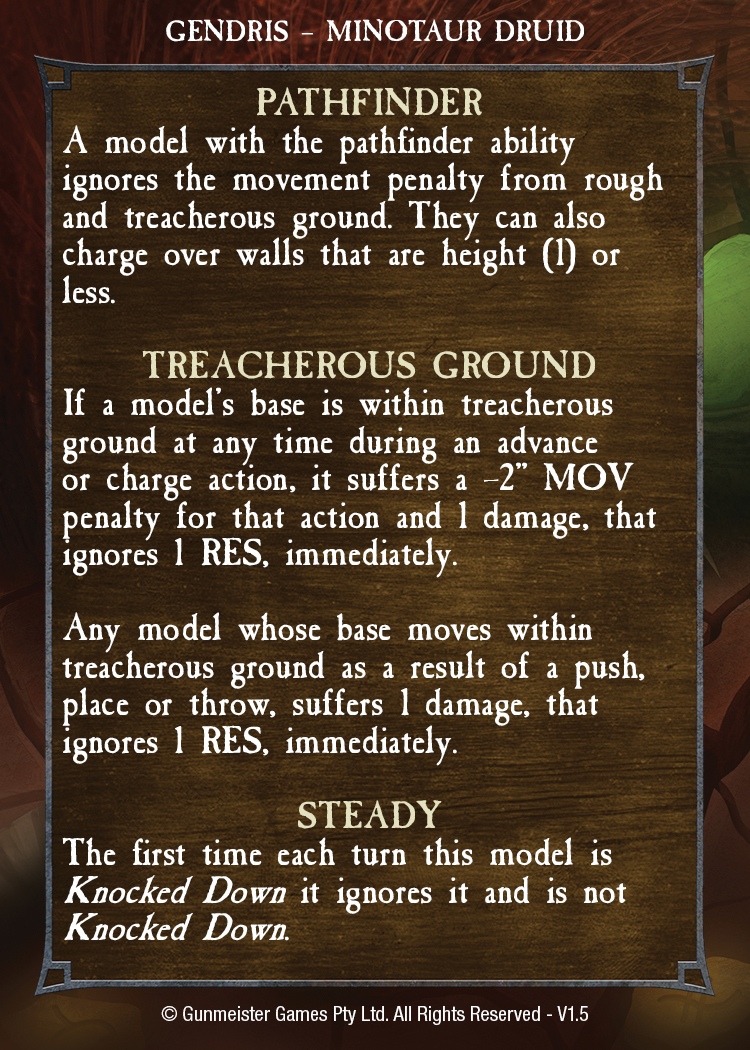 GENDRIS – MINOTAUR DRUID
PATHFINDER
A model with the pathfinder ability
ignores the movement penalty from rough
and treacherous ground. They can also
charge over walls that are height (1) or
less.
TREACHEROUS GROUND
If a model's base is within treacherous
ground at any time during an advance
or charge action, it suffers a –2” MOV
penalty for that action and 1 damage, that
ignores 1 RES, immediately.
Any model whose base moves within
treacherous ground as a result of a push,
place or throw, suffers 1 damage, that
ignores 1 RES, immediately.
STEADY
The first time each turn this model is
Knocked Down it ignores it and is not
Knocked Down.
© Gunmeister Games Pty Ltd. All Rights Reserved - V1.5